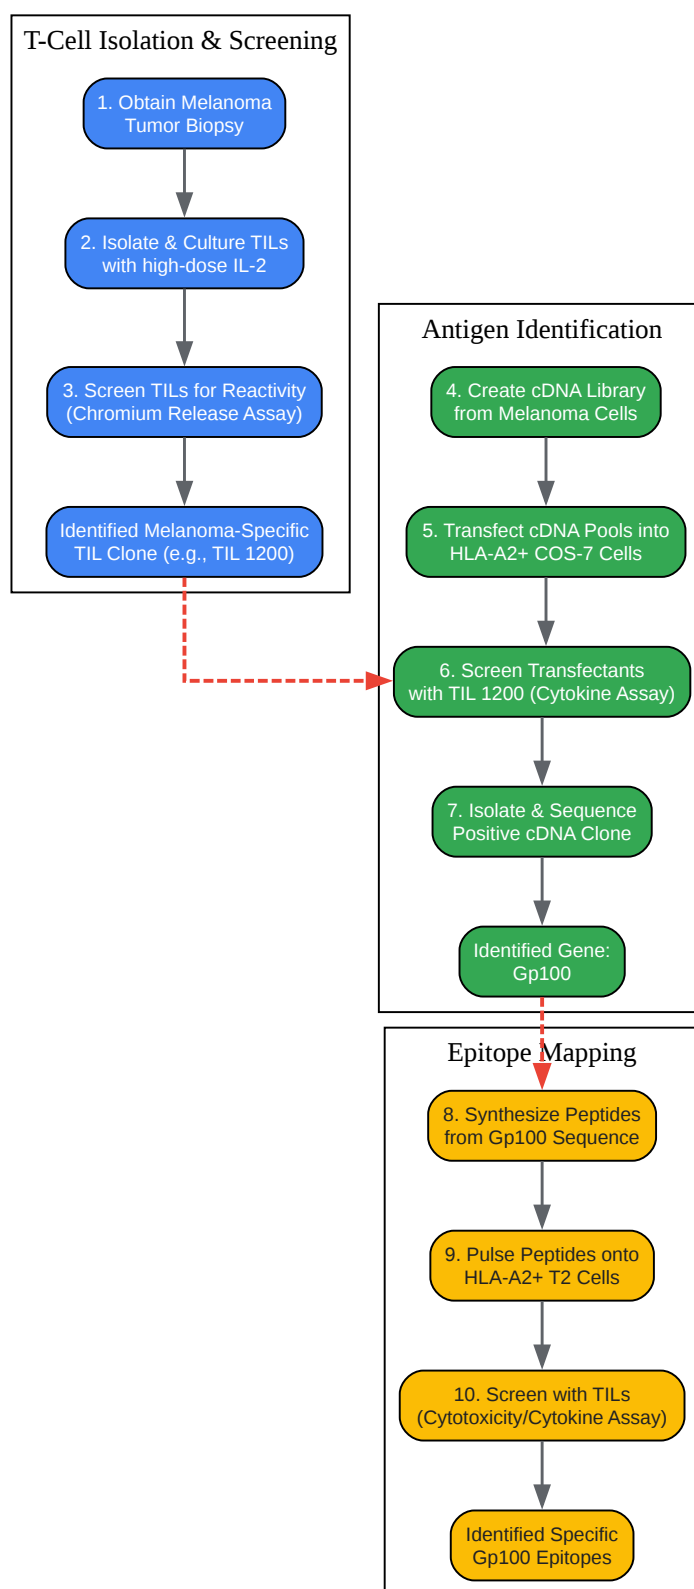 T-Cell Isolation & Screening
1. Obtain Melanoma
Tumor Biopsy
2. Isolate & Culture TILs
with high-dose IL-2
3. Screen TILs for Reactivity
(Chromium Release Assay)
Identified Melanoma-Specific
TIL Clone (e.g., TIL 1200)
Antigen Identification
4. Create cDNA Library
from Melanoma Cells
5. Transfect cDNA Pools into
HLA-A2+ COS-7 Cells
6. Screen Transfectants
with TIL 1200 (Cytokine Assay)
7. Isolate & Sequence
Positive cDNA Clone
Identified Gene:
Gp100
Epitope Mapping
8. Synthesize Peptides
from Gp100 Sequence
9. Pulse Peptides onto
HLA-A2+ T2 Cells
10. Screen with TILs
(Cytotoxicity/Cytokine Assay)
Identified Specific
Gp100 Epitopes